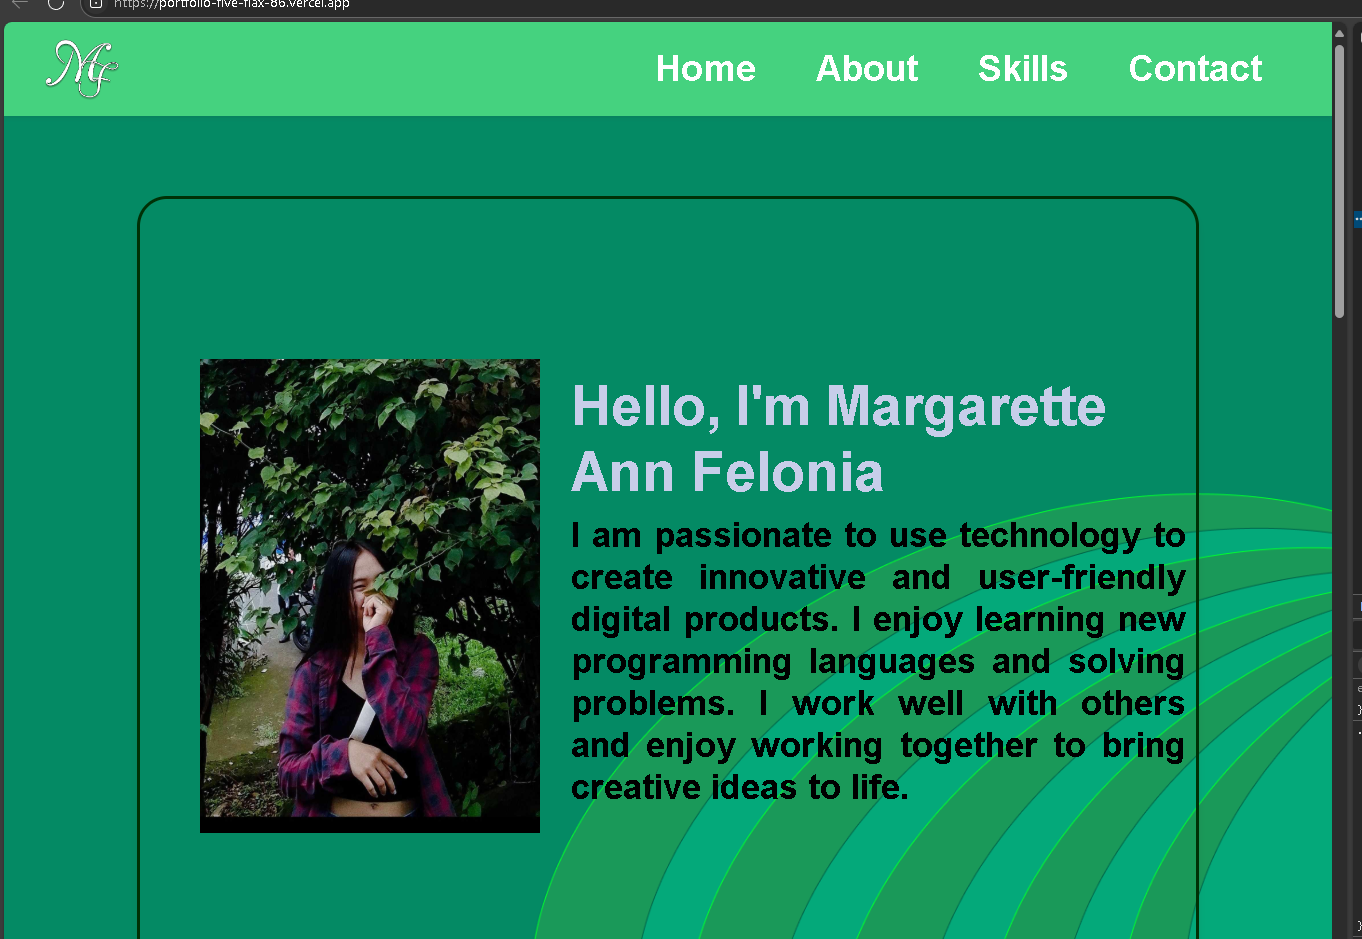 https://portfolio-five-flax-86.vercel.app
Mf
Home About Skills Contact
Hello, I'm Margarette
Ann Felonia
I am passionate to use technology to
create innovative and user-friendly
digital products. I enjoy learning new
programming languages and solving
problems. I work well with others
and enjoy working together to bring
creative ideas to life.